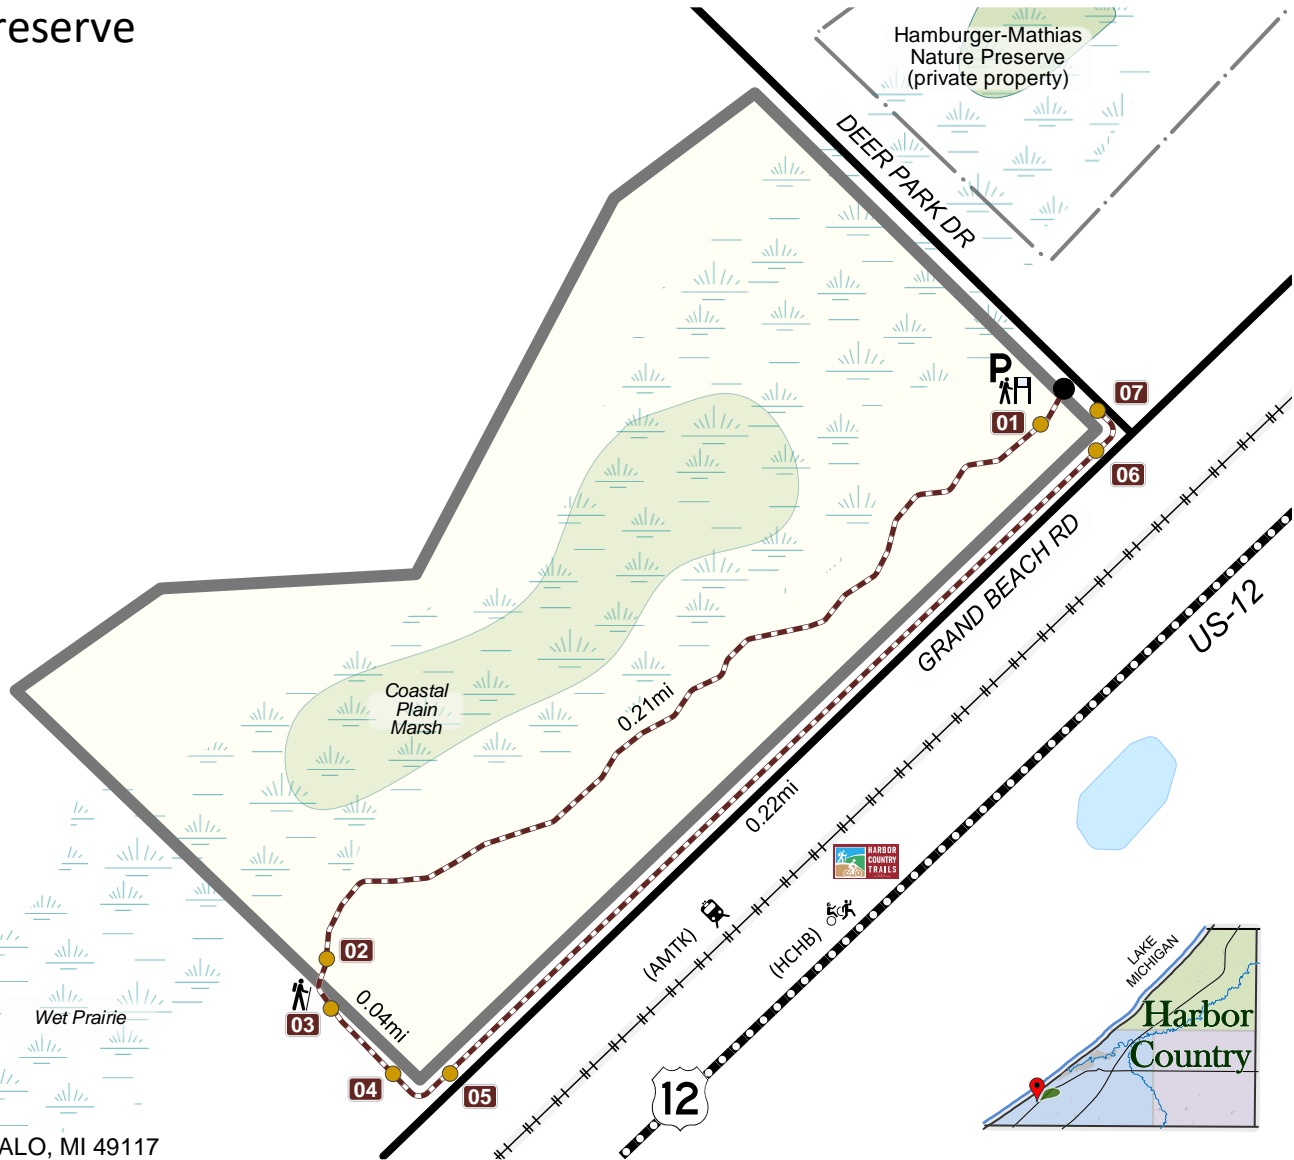 reserve
Hamburger-Mathias
Nature Preserve
(private property)
DEER PARK DR
P
07
01
06
GRAND BEACH RD
US-12
Coastal
Plain
Marsh
0.21mi
0.22mi
HARBOR
COUNTRY
TRAILS
02
(AMTK)
(HCHB)
03
0.04mi
Wet Prairie
04
05
12
LAKE
MICHIGAN
Harbor
Country
ALO, MI 49117